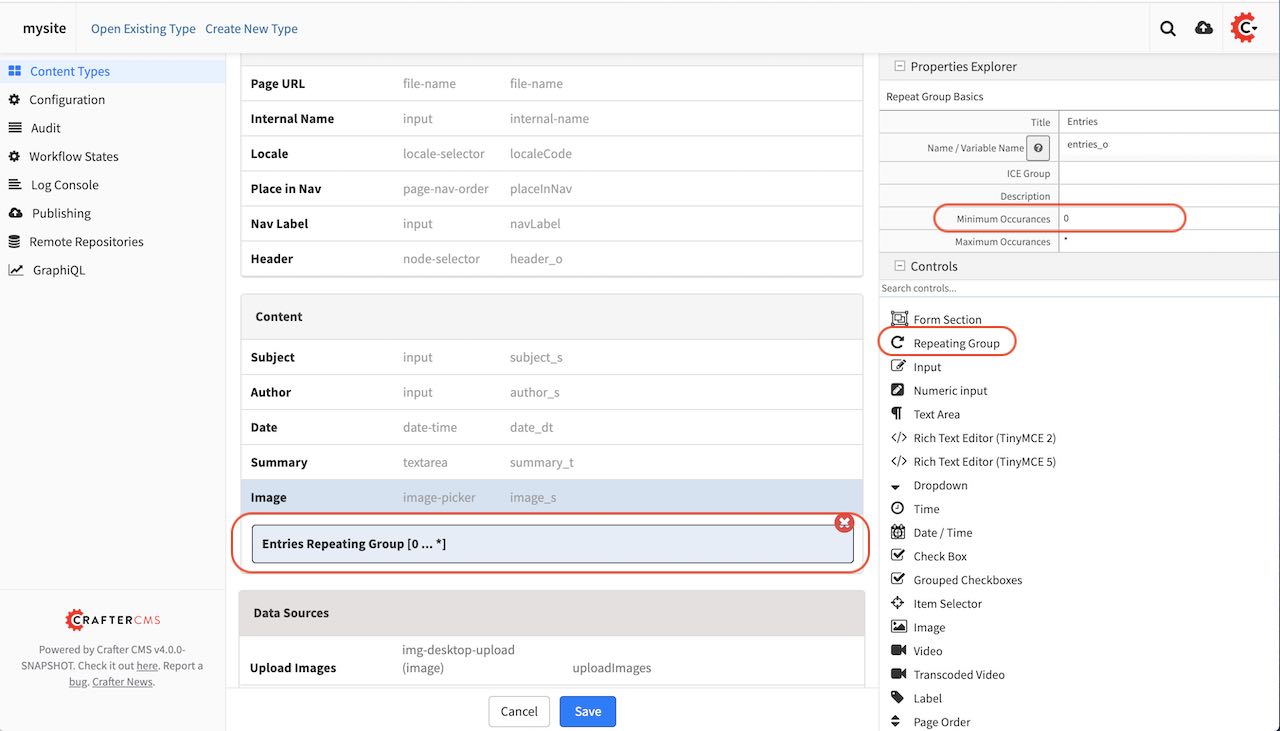 mysite
Open Existing Type
Create New Type
Content Types
Configuration
Audit
Workflow States
Log Console
Publishing
Remote Repositories
GraphiQL
CRAFTERCMS
Powered by Crafter CMS v4.0.0-
SNAPSHOT. Check it out here. Report a
bug. Crafter News.
Page URL file-name file-name
Internal Name input internal-name
Locale locale-selector localeCode
Place in Nav page-nav-order placeInNav
Nav Label input navLabel
Header node-selector header_o
Content
Subject input subject_s
Author input author_s
Date date-time date_dt
Summary textarea summary_t
Image image-picker image_s
Entries Repeating Group [0 ... *]
Data Sources
img-desktop-upload
Upload Images (image) uploadImages
Cancel
Save
Properties Explorer
Repeat Group Basics
Title Entries
Name / Variable Name entries_o
ICE Group
Description
Minimum Occurances 0
Maximum Occurances *
Controls
Search controls...
Form Section
Repeating Group
Input
Numeric input
Text Area
Rich Text Editor (TinyMCE 2)
Rich Text Editor (TinyMCE 5)
Dropdown
Time
Date / Time
Check Box
Grouped Checkboxes
Item Selector
Image
Video
Transcoded Video
Label
Page Order